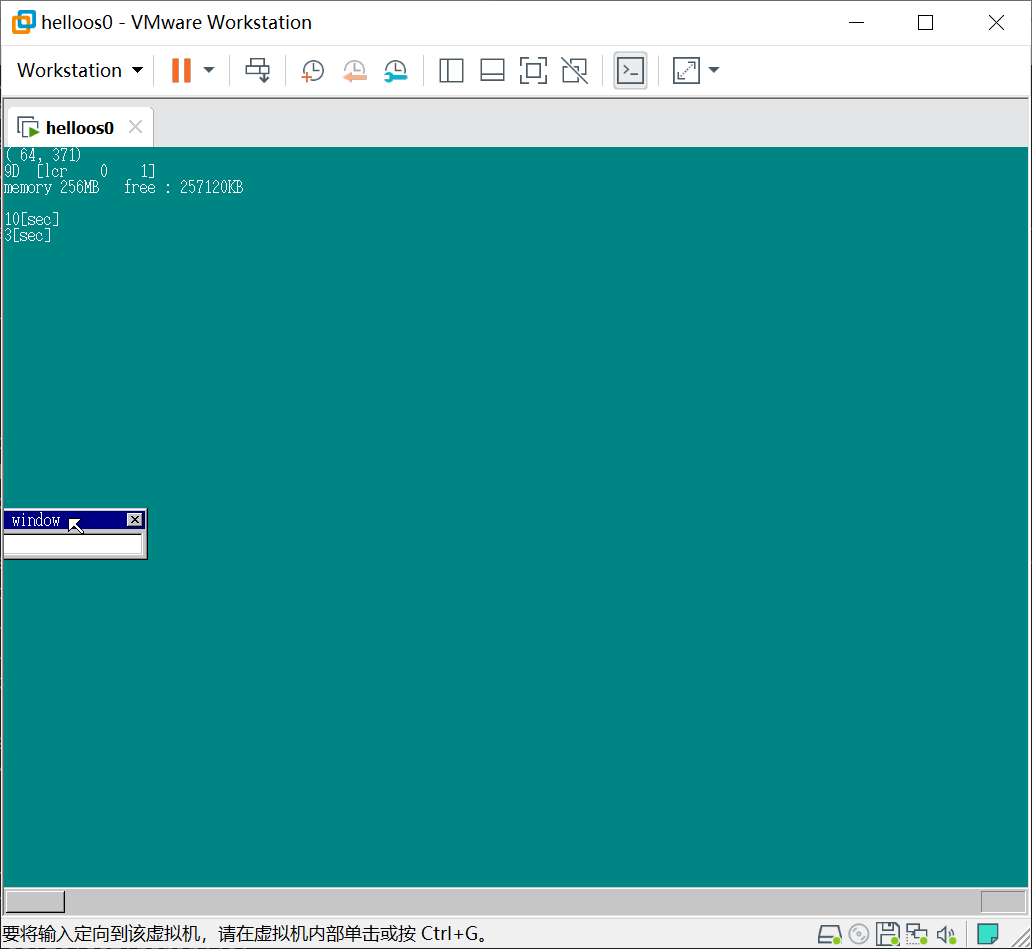 helloos0 - VMware Workstation
Workstation
helloos0
( 64, 371)
9D [lcr 0 1]
memory 256MB free : 257120KB
10[sec]
3[sec]
window
要将输入定向到该虚拟机，请在虚拟机内部单击或按 Ctrl+G。